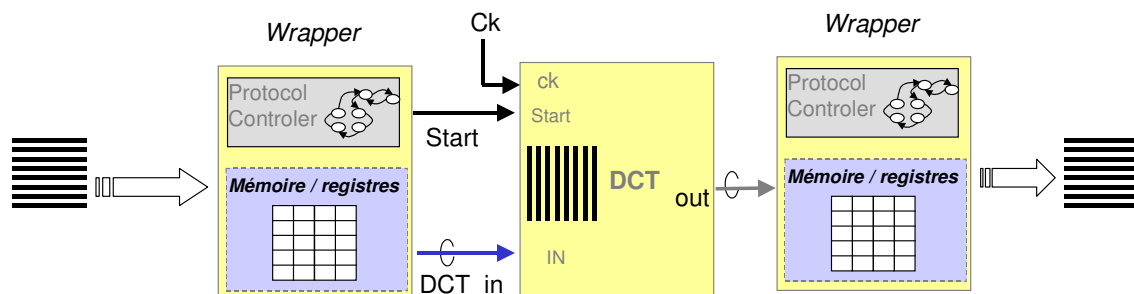 Wrapper
Protocol
Controler
Mémoire / registres
Ck
Start
DCT in
ck
Start
DCT
out
IN
Wrapper
Protocol
Controler
Mémoire / registres